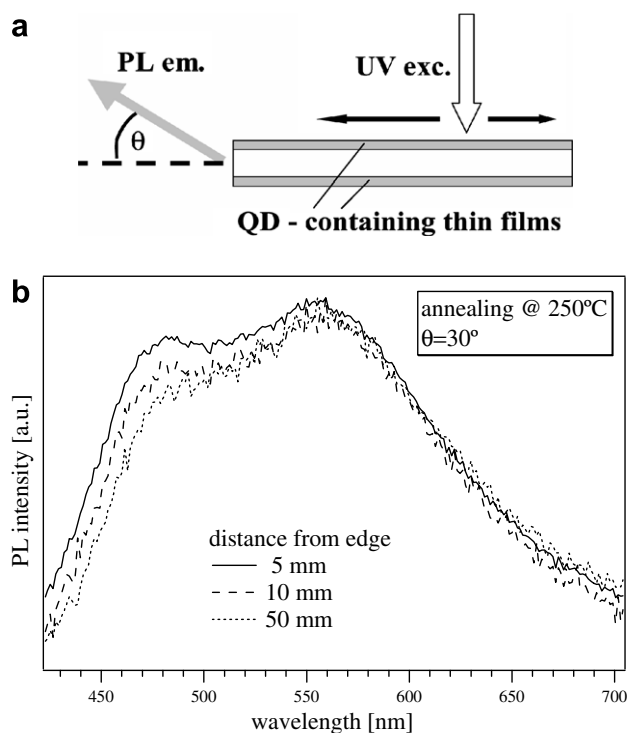 a
PL em.
UV exc.
θ
QD - containing thin films
b
annealing @ 250ºC
θ=30º
PL intensity [a.u.]
distance from edge
5 mm
10 mm
50 mm
450 500 550 600 650 700
wavelength [nm]